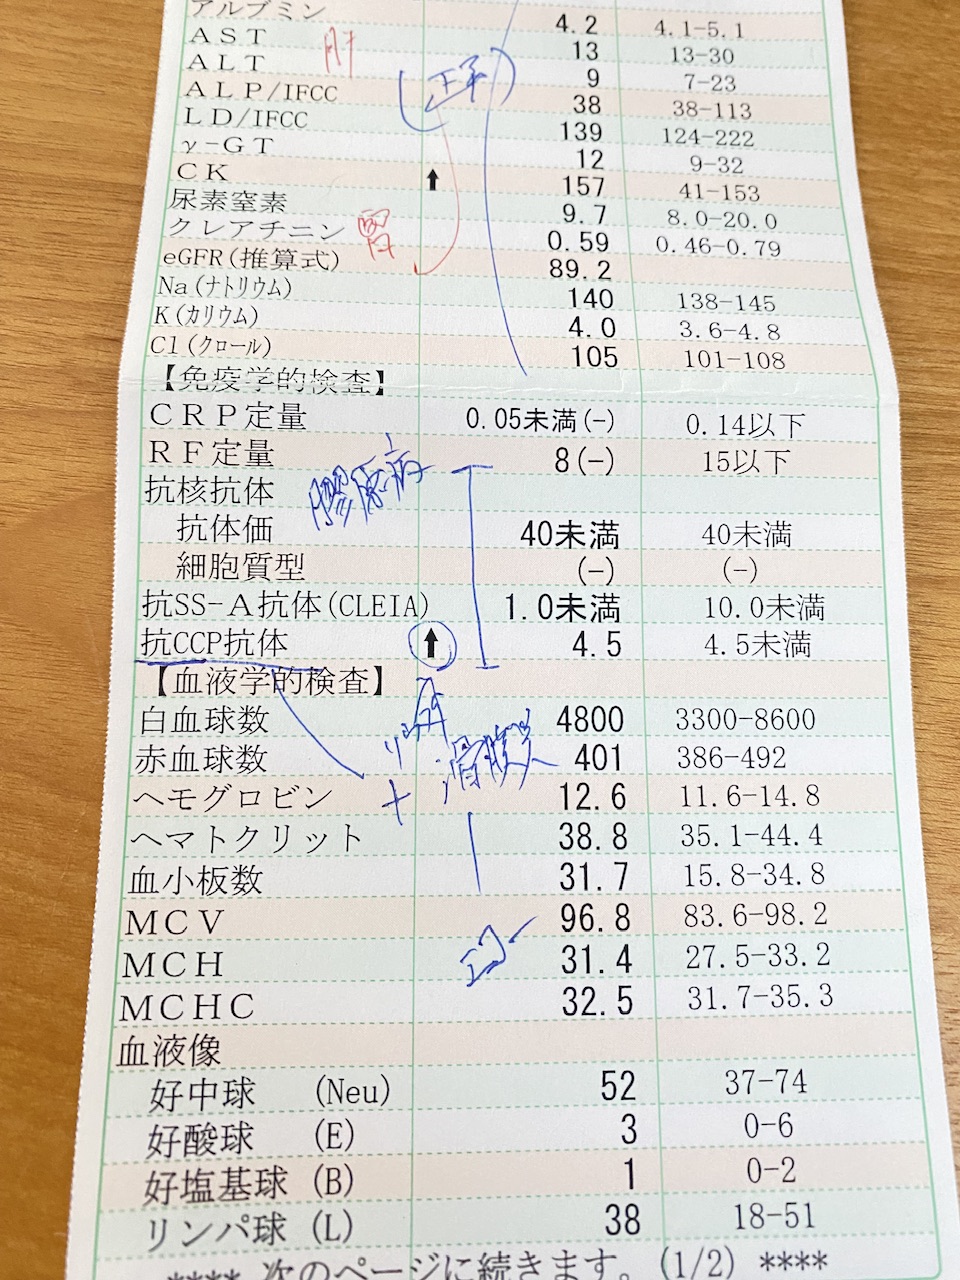 アルブミン 4.2 4.1-5.1
AST 13 13-30
肝
ALT 9 7-23
(正常)
ALP/IFCC 38 38-113
LD/IFCC 139 124-222
γ-GT 12 9-32
CK ↑ 157 41-153
尿素窒素 9.7 8.0-20.0
クレアチニン 0.59 0.46-0.79
腎
eGFR(推算式) 89.2
Na(ナトリウム) 140 138-145
K(カリウム) 4.0 3.6-4.8
Cl(クロール) 105 101-108
【免疫学的検査】
CRP定量 0.05未満(-) 0.14以下
RF定量 8(-) 15以下
膠原病
抗核抗体
抗体価 40未満 40未満
細胞質型 (-) (-)
抗SS-A抗体(CLEIA) 1.0未満 10.0未満
抗CCP抗体 ↑ 4.5 4.5未満
【血液学的検査】
白血球数 4800 3300-8600
赤血球数 401 386-492
ヘモグロビン 12.6 11.6-14.8
+
ヘマトクリット 38.8 35.1-44.4
血小板数 31.7 15.8-34.8
MCV 96.8 83.6-98.2
MCH 31.4 27.5-33.2
MCHC 32.5 31.7-35.3
血液像
好中球 (Neu) 52 37-74
好酸球 (E) 3 0-6
好塩基球 (B) 1 0-2
リンパ球 (L) 38 18-51
**** 次のページに続きます。(1/2) ****